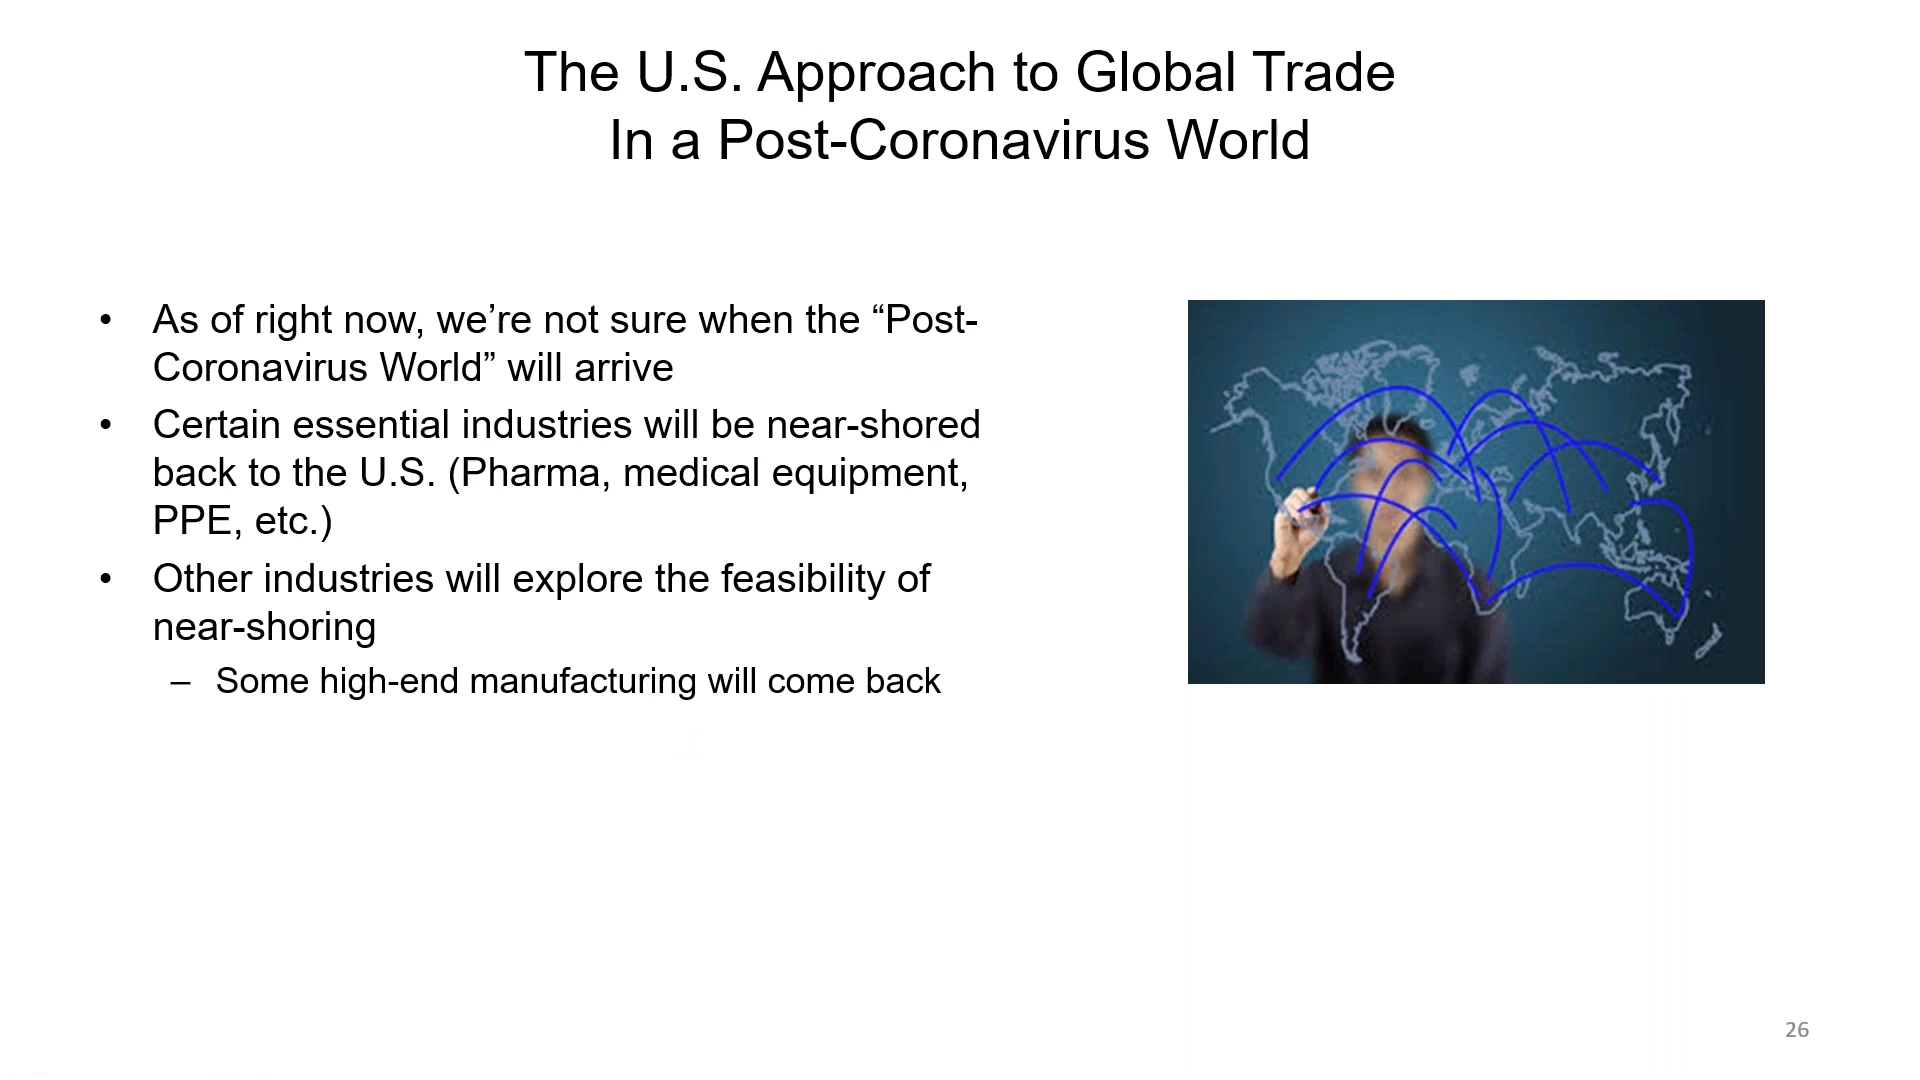 The U.S. Approach to Global Trade
In a Post-Coronavirus World
• As of right now, we’re not sure when the “Post-
Coronavirus World” will arrive
• Certain essential industries will be near-shored
back to the U.S. (Pharma, medical equipment,
PPE, etc.)
• Other industries will explore the feasibility of
near-shoring
– Some high-end manufacturing will come back
26